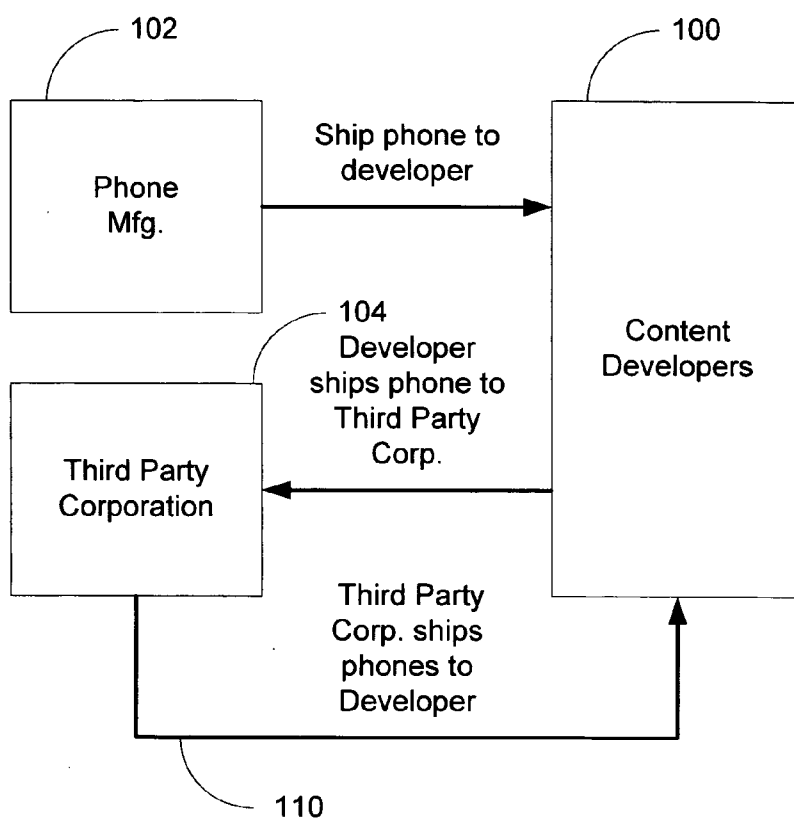 102
100
Ship phone to
developer
Phone
Mfg.
104
Developer
ships phone to
Third Party
Corp.
Content
Developers
Third Party
Corporation
Third Party
Corp. ships
phones to
Developer
110